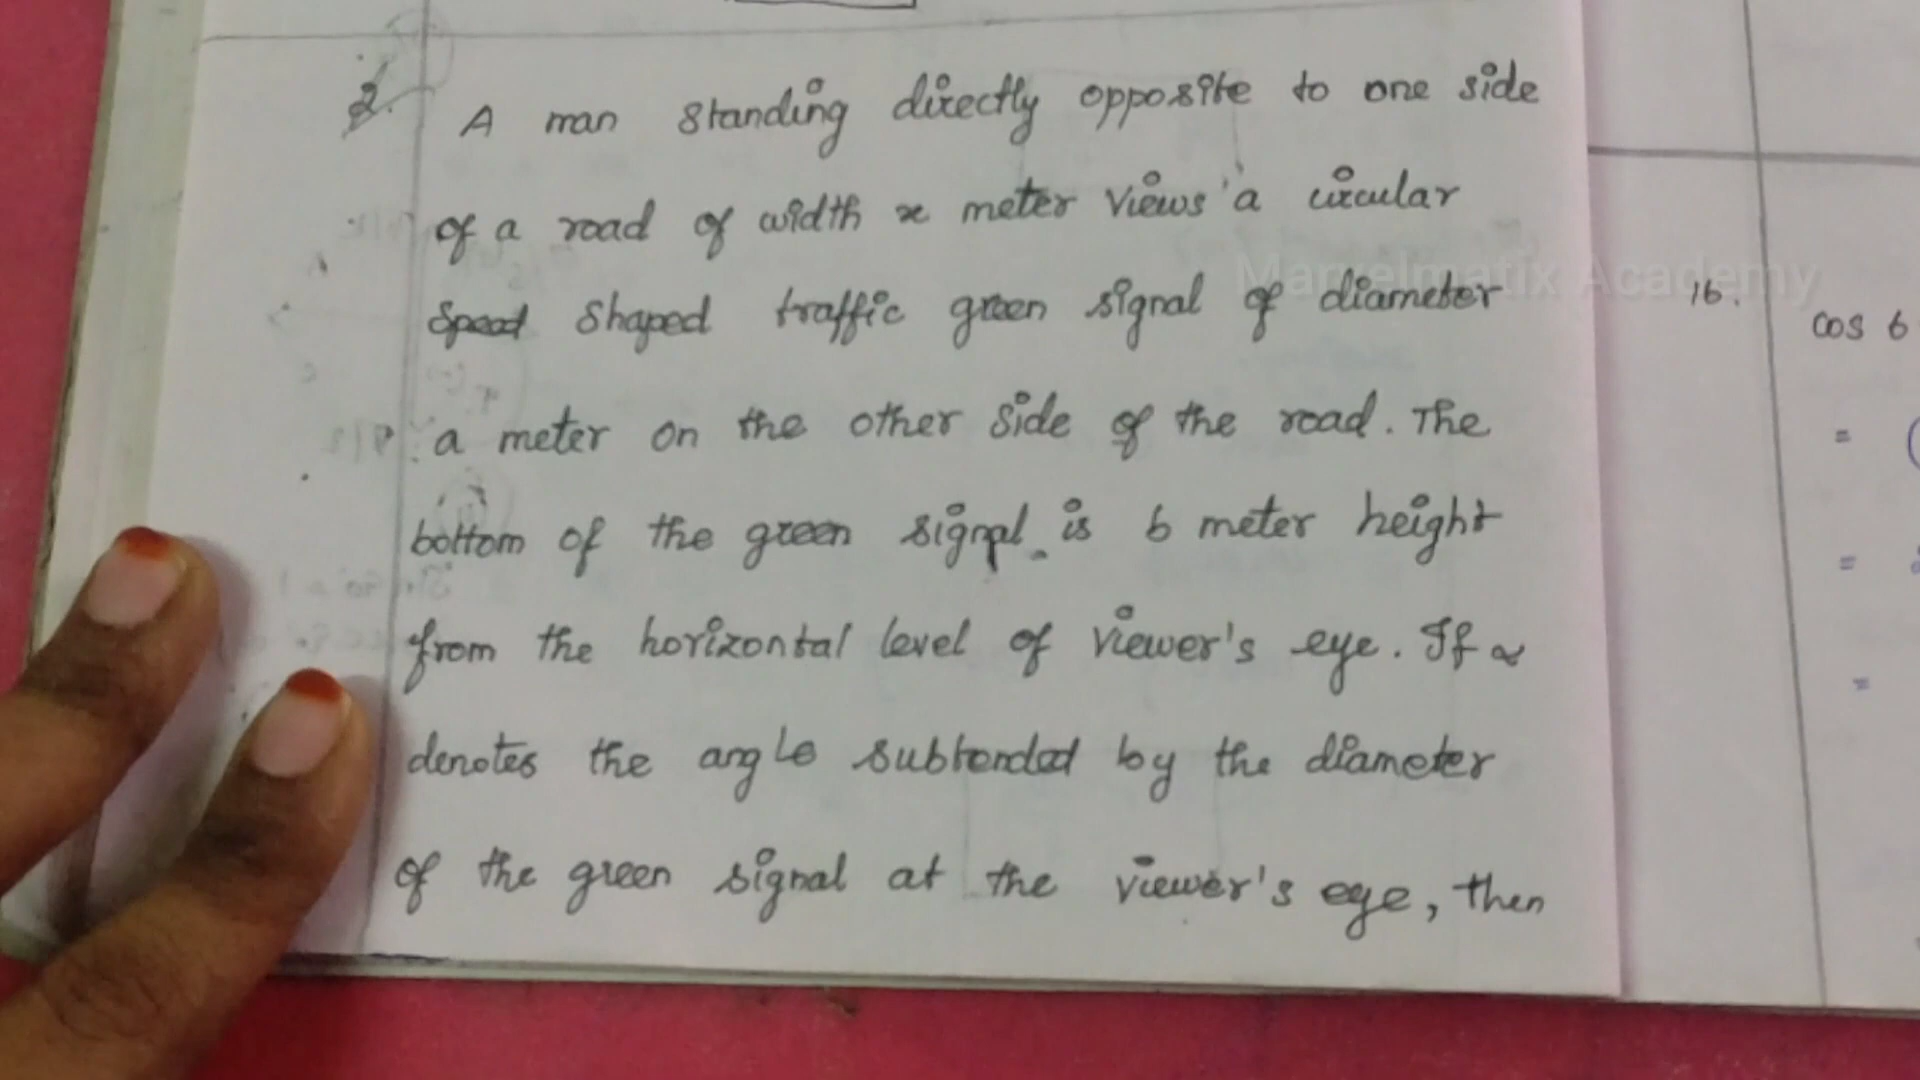 2. A man standing directly opposite to one side
of a road of width x meter views a circular
shaped traffic green signal of diameter
a meter on the other side of the road. The
bottom of the green signal is b meter height
from the horizontal level of viewer's eye. If α
denotes the angle subtended by the diameter
of the green signal at the viewer's eye, then
Marvelmatix Academy
16.
cos 6
=
=
=